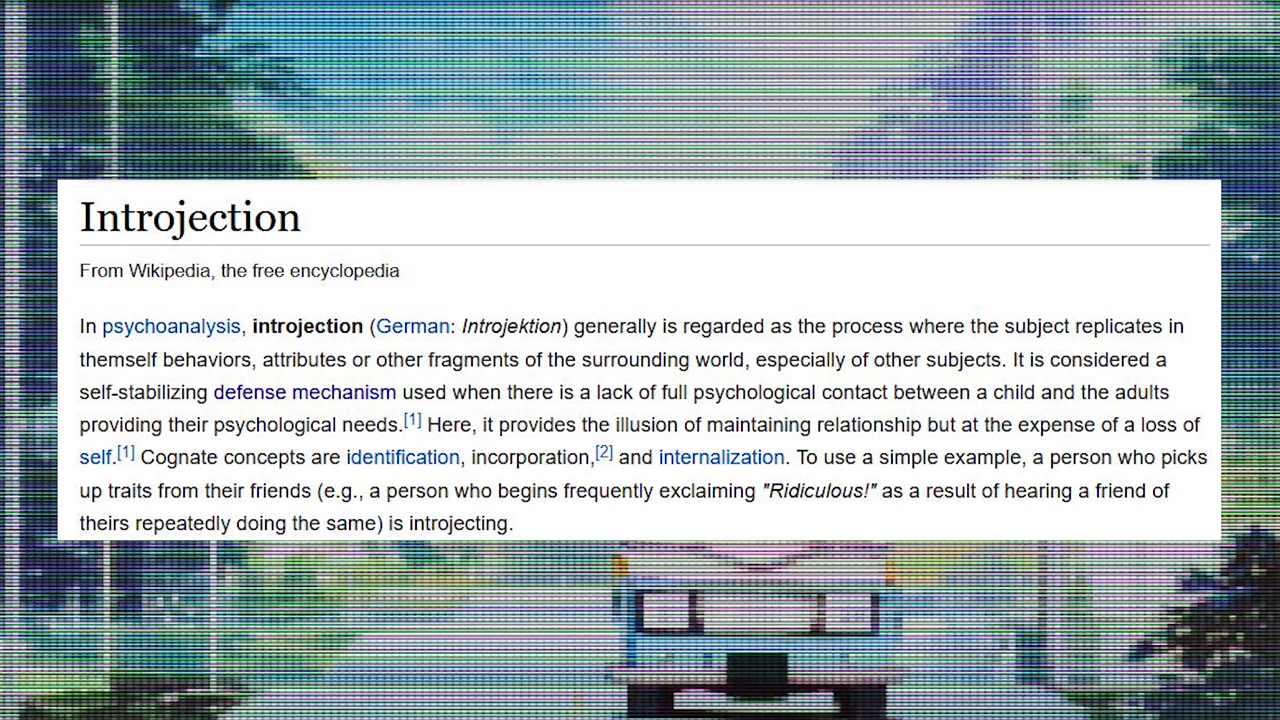 Introjection
From Wikipedia, the free encyclopedia
In psychoanalysis, introjection (German: Introjektion) generally is regarded as the process where the subject replicates in
themself behaviors, attributes or other fragments of the surrounding world, especially of other subjects. It is considered a
self-stabilizing defense mechanism used when there is a lack of full psychological contact between a child and the adults
providing their psychological needs.[1] Here, it provides the illusion of maintaining relationship but at the expense of a loss of
self.[1] Cognate concepts are identification, incorporation,[2] and internalization. To use a simple example, a person who picks
up traits from their friends (e.g., a person who begins frequently exclaiming "Ridiculous!" as a result of hearing a friend of
theirs repeatedly doing the same) is introjecting.